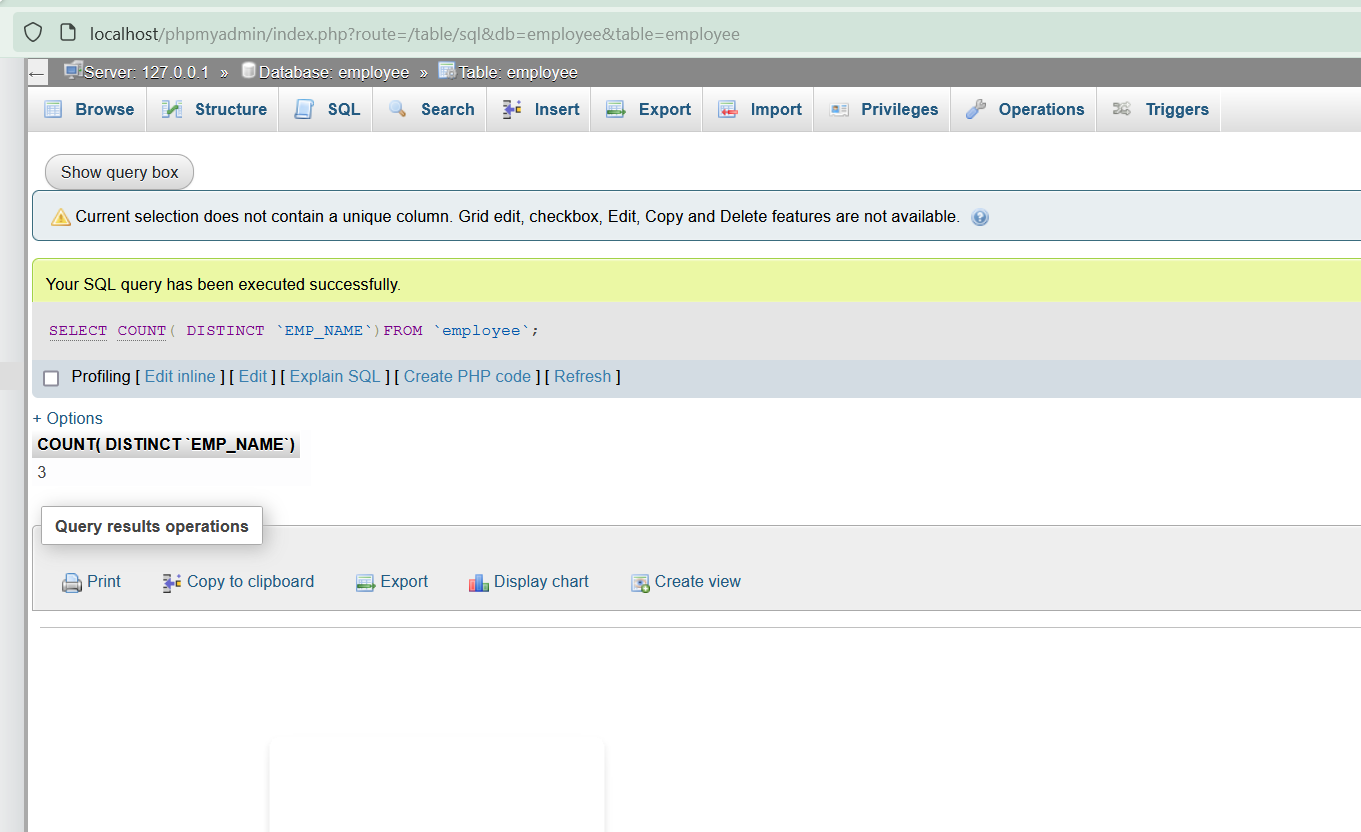 localhost/phpmyadmin/index.php?route=/table/sql&db=employee&table=employee
← Server: 127.0.0.1 » Database: employee » Table: employee
Browse Structure SQL Search Insert Export Import Privileges Operations Triggers
Show query box
Current selection does not contain a unique column. Grid edit, checkbox, Edit, Copy and Delete features are not available.
Your SQL query has been executed successfully.
SELECT COUNT( DISTINCT `EMP_NAME`)FROM `employee`;
Profiling [ Edit inline ] [ Edit ] [ Explain SQL ] [ Create PHP code ] [ Refresh ]
+ Options
COUNT( DISTINCT `EMP_NAME`)
3
Query results operations
Print Copy to clipboard Export Display chart Create view